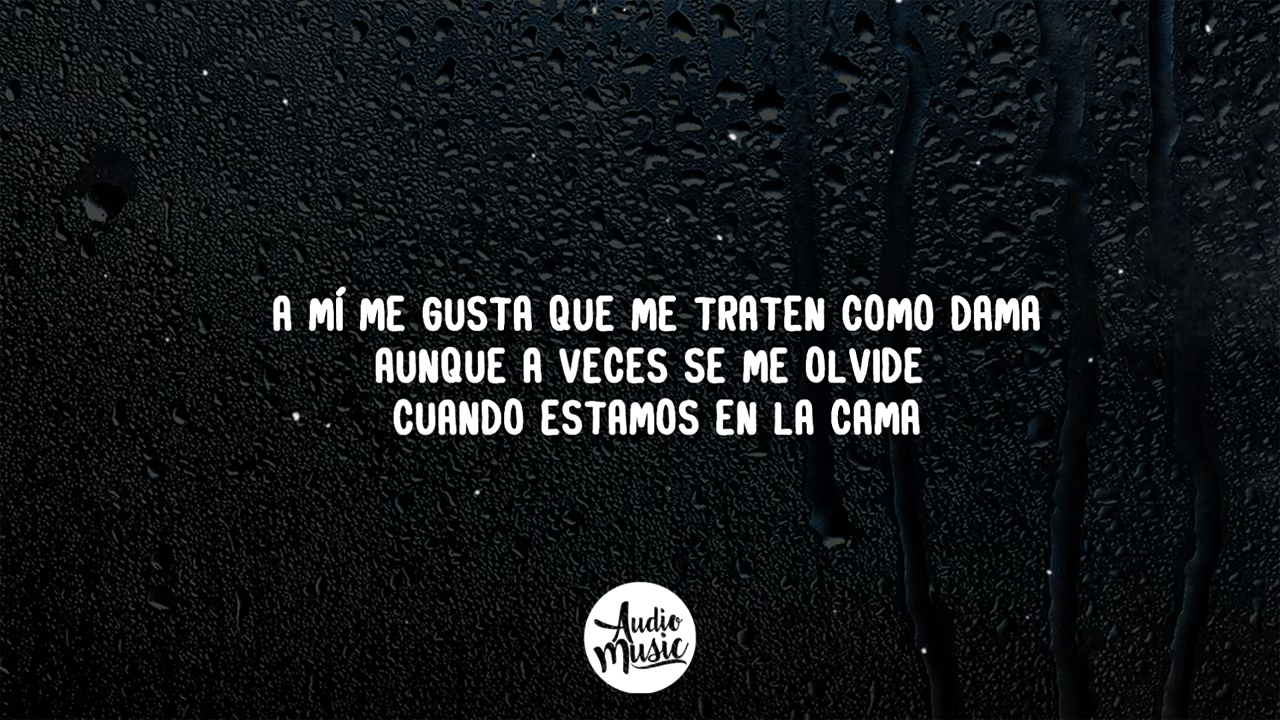 A MÍ ME GUSTA QUE ME TRATEN COMO DAMA
AUNQUE A VECES SE ME OLVIDE
CUANDO ESTAMOS EN LA CAMA
Audio
Music